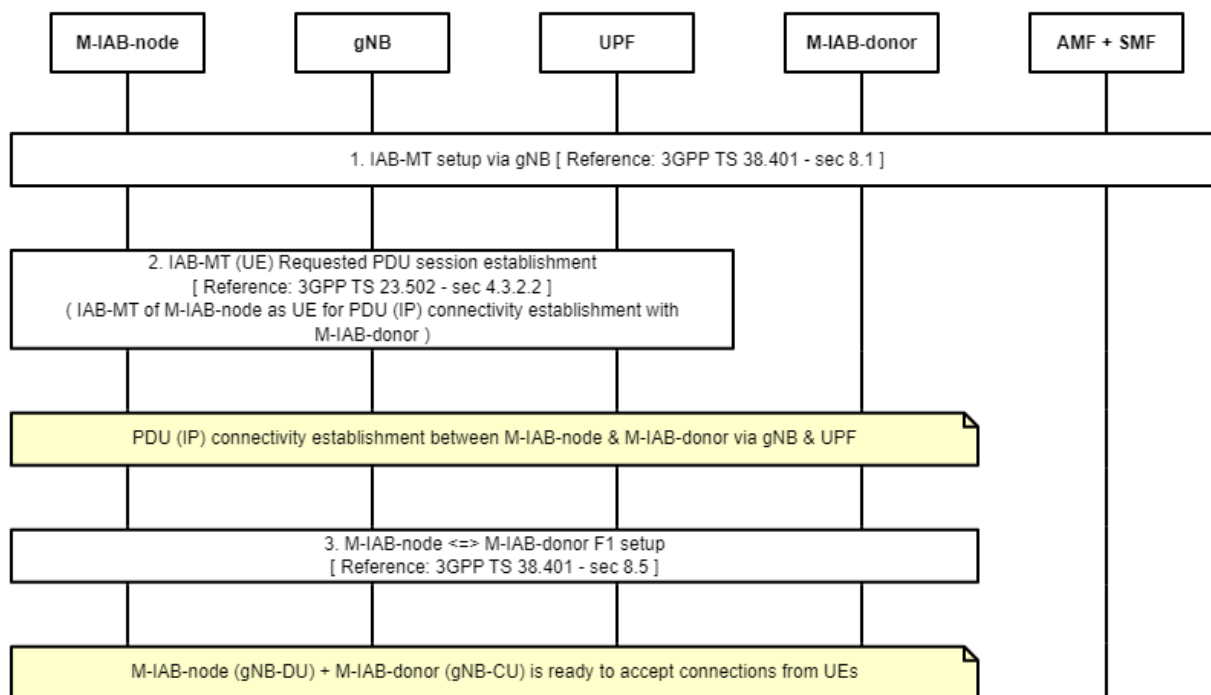 M-IAB-node
gNB
UPF
M-IAB-donor
AMF + SMF
1. IAB-MT setup via gNB [ Reference: 3GPP TS 38.401 - sec 8.1 ]
2. IAB-MT (UE) Requested PDU session establishment
[ Reference: 3GPP TS 23.502 - sec 4.3.2.2 ]
( IAB-MT of M-IAB-node as UE for PDU (IP) connectivity establishment with
M-IAB-donor )
PDU (IP) connectivity establishment between M-IAB-node & M-IAB-donor via gNB & UPF
3. M-IAB-node <=> M-IAB-donor F1 setup
[ Reference: 3GPP TS 38.401 - sec 8.5 ]
M-IAB-node (gNB-DU) + M-IAB-donor (gNB-CU) is ready to accept connections from UEs